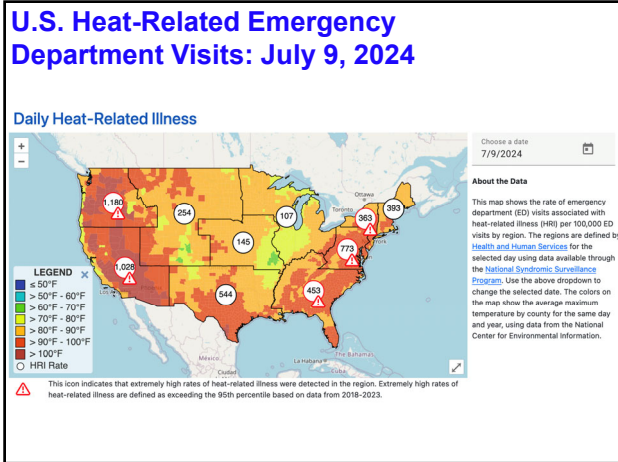 U.S. Heat-Related Emergency
Department Visits: July 9, 2024
Daily Heat-Related Illness
+
−
Choose a date
7/9/2024
About the Data
This map shows the rate of emergency
department (ED) visits associated with
heat-related illness (HRI) per 100,000 ED
visits by region. The regions are defined by
Health and Human Services for the
selected day using data available through
the National Syndromic Surveillance
Program. Use the above dropdown to
change the selected date. The colors on
the map show the average maximum
temperature by county for the same day
and year, using data from the National
Center for Environmental Information.
Ottawa
Toronto
York
1,180
254
107
363
393
145
773
1,028
544
453
LEGEND
≤ 50°F
> 50°F - 60°F
> 60°F - 70°F
> 70°F - 80°F
> 80°F - 90°F
> 90°F - 100°F
> 100°F
HRI Rate
México
Ciudad
La Habana
The Bahamas
Cuba
This icon indicates that extremely high rates of heat-related illness were detected in the region. Extremely high rates of
heat-related illness are defined as exceeding the 95th percentile based on data from 2018-2023.